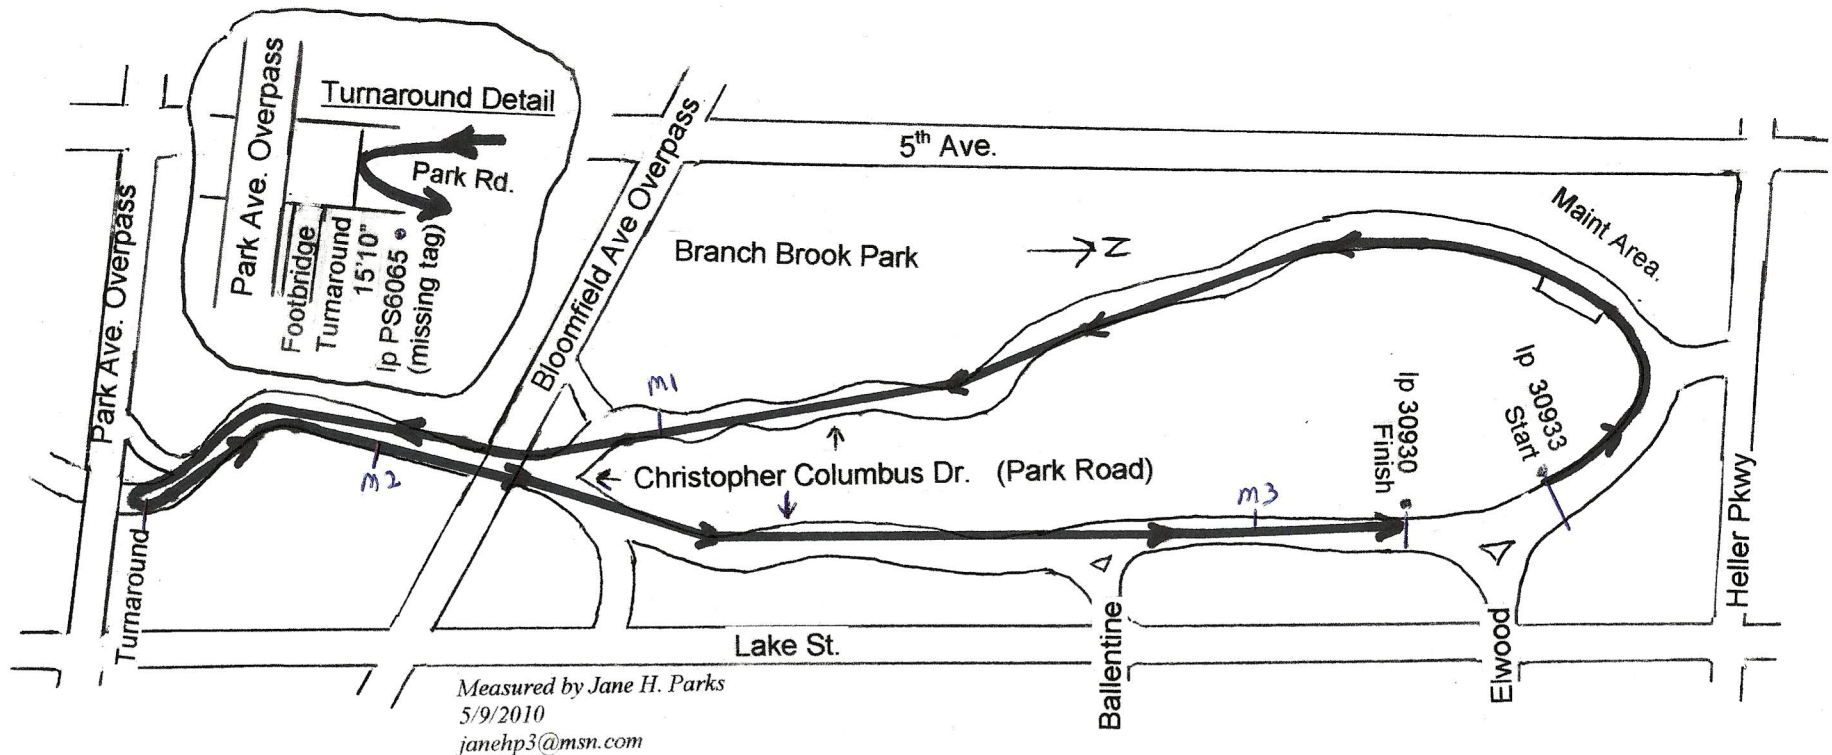 Turnaround Detail
Park Ave. Overpass
Park Rd.
Footbridge
Turnaround
15'10"
lp PS6065
(missing tag)
Park Ave. Overpass
Bloomfield Ave Overpass
5th Ave.
Branch Brook Park
N
Maint Area.
lp 30933
Start
lp 30930
Finish
M1
M2
M3
Christopher Columbus Dr. (Park Road)
Heller Pkwy
Turnaround
Lake St.
Ballentine
Elwood
Measured by Jane H. Parks
5/9/2010
janehp3@msn.com